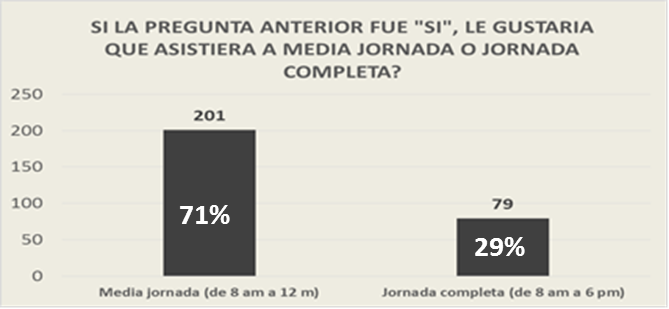 SI LA PREGUNTA ANTERIOR FUE "SI", LE GUSTARIA
QUE ASISTIERA A MEDIA JORNADA O JORNADA
COMPLETA?
250
200
150
100
50
0
201
71%
79
29%
Media jornada (de 8 am a 12 m)
Jornada completa (de 8 am a 6 pm)